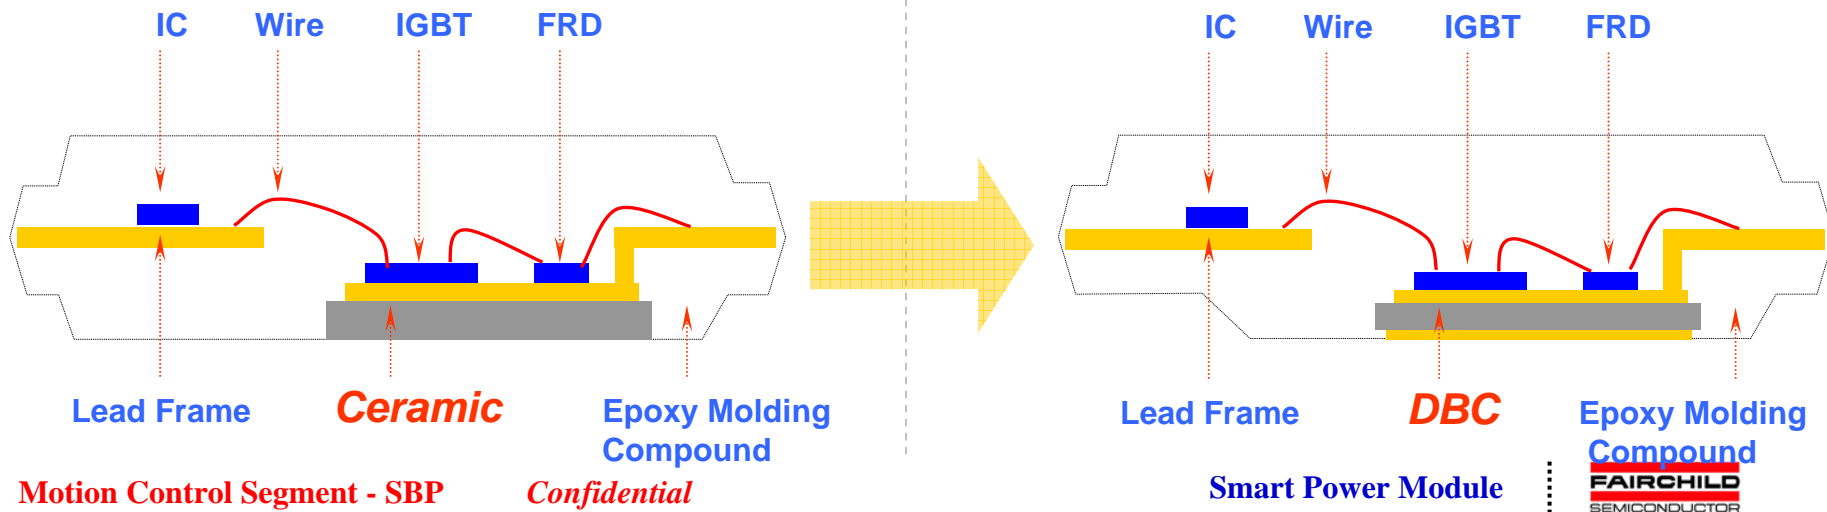 IC Wire IGBT FRD
IC Wire IGBT FRD
Lead Frame
Ceramic
Epoxy Molding
Compound
Lead Frame
DBC
Epoxy Molding
Compound
Motion Control Segment - SBP Confidential
Smart Power Module
FAIRCHILD
SEMICONDUCTOR